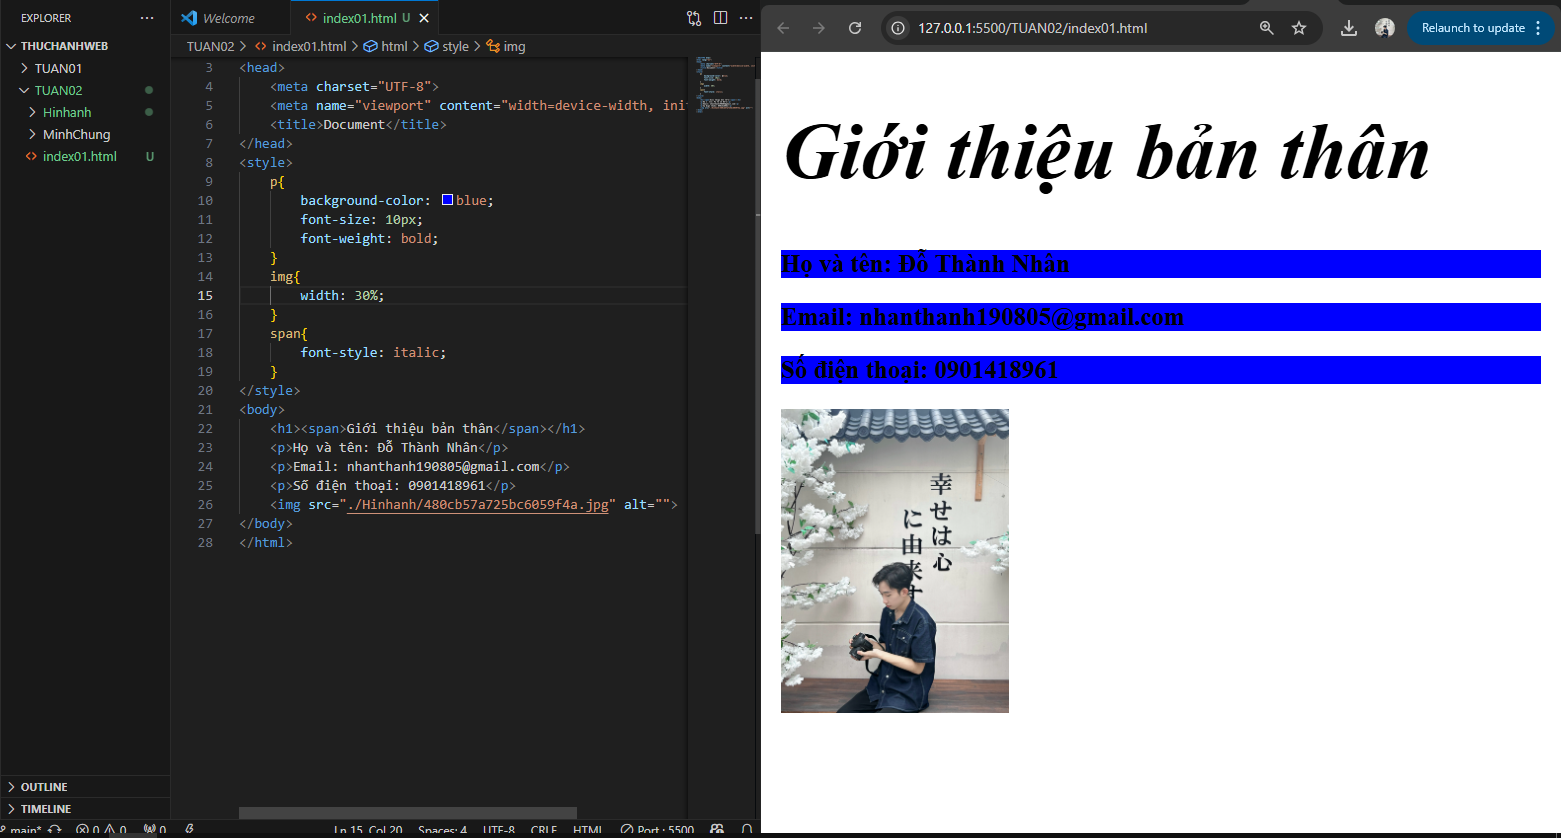 EXPLORER
THUCHANHWEB
TUAN01
TUAN02
Hinhanh
MinhChung
index01.html U
OUTLINE
TIMELINE
Welcome
index01.html U
TUAN02 > index01.html > html > style > img
3 <head>
4 <meta charset="UTF-8">
5 <meta name="viewport" content="width=device-width, init
6 <title>Document</title>
7 </head>
8 <style>
9 p{
10 background-color: blue;
11 font-size: 10px;
12 font-weight: bold;
13 }
14 img{
15 width: 30%;
16 }
17 span{
18 font-style: italic;
19 }
20 </style>
21 <body>
22 <h1><span>Giới thiệu bản thân</span></h1>
23 <p>Họ và tên: Đỗ Thành Nhân</p>
24 <p>Email: nhanthanh190805@gmail.com</p>
25 <p>Số điện thoại: 0901418961</p>
26 <img src="./Hinhanh/480cb57a725bc6059f4a.jpg" alt="">
27 </body>
28 </html>
main* 0 0 0 Ln 15, Col 20 Spaces: 4 UTF-8 CRLF HTML Port : 5500
127.0.0.1:5500/TUAN02/index01.html
Relaunch to update
Giới thiệu bản thân
Họ và tên: Đỗ Thành Nhân
Email: nhanthanh190805@gmail.com
Số điện thoại: 0901418961
幸せは心
に由来す